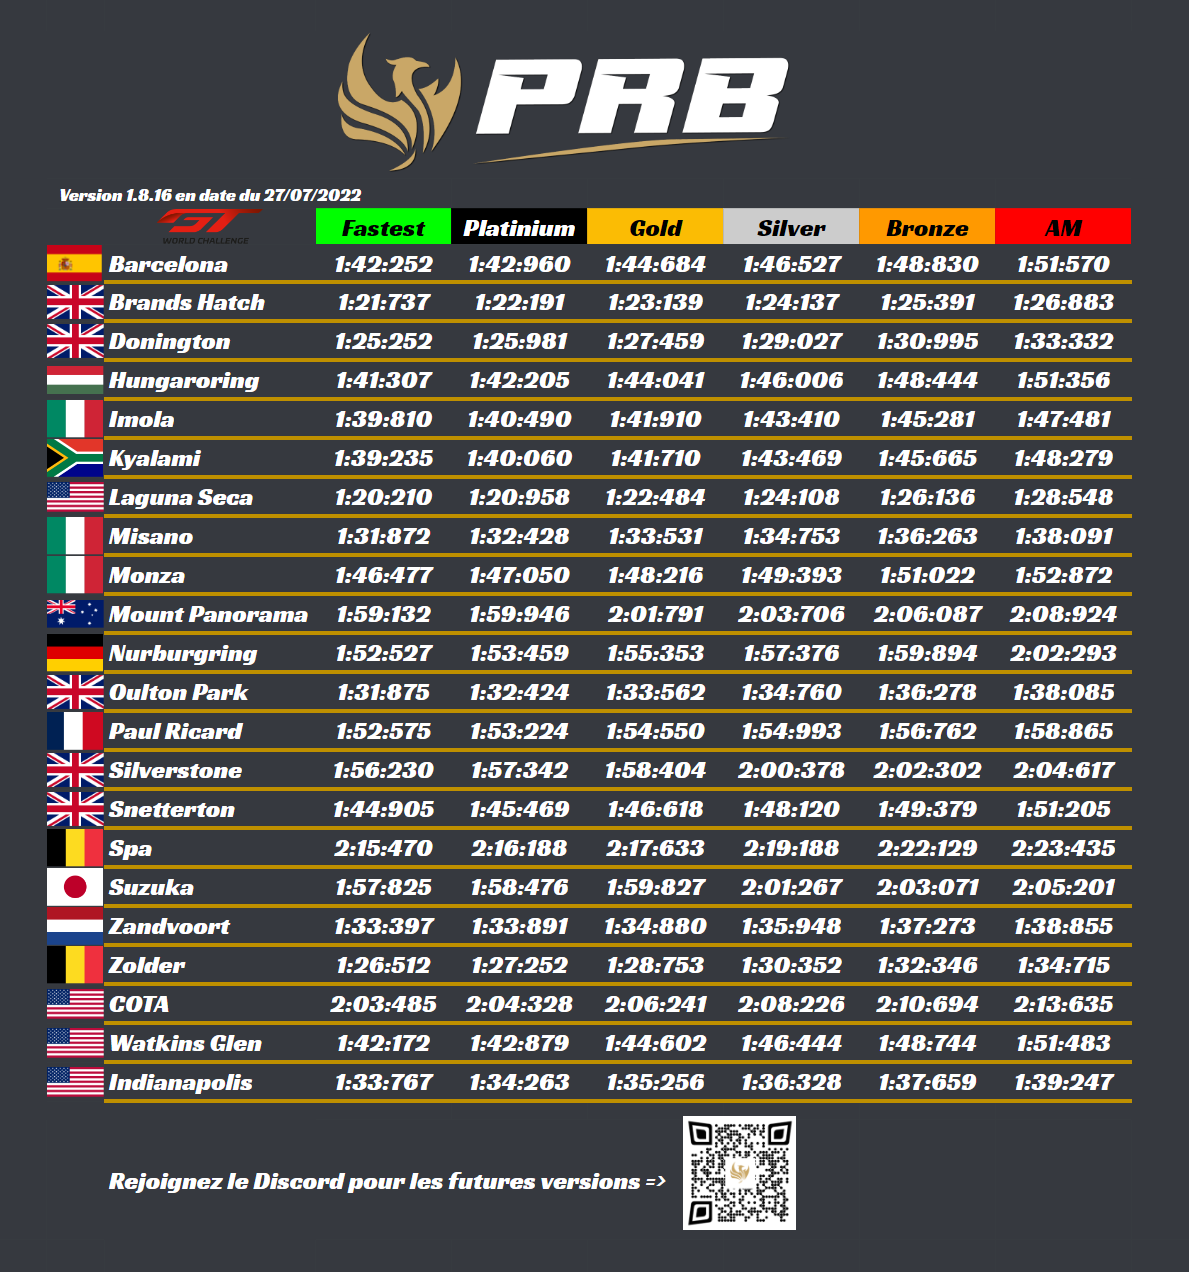 PRB
Version 1.8.16 en date du 27/07/2022
GT
WORLD CHALLENGE
Fastest Platinium Gold Silver Bronze AM
Barcelona 1:42:252 1:42:960 1:44:684 1:46:527 1:48:830 1:51:570
Brands Hatch 1:21:737 1:22:191 1:23:139 1:24:137 1:25:391 1:26:883
Donington 1:25:252 1:25:981 1:27:459 1:29:027 1:30:995 1:33:332
Hungaroring 1:41:307 1:42:205 1:44:041 1:46:006 1:48:444 1:51:356
Imola 1:39:810 1:40:490 1:41:910 1:43:410 1:45:281 1:47:481
Kyalami 1:39:235 1:40:060 1:41:710 1:43:469 1:45:665 1:48:279
Laguna Seca 1:20:210 1:20:958 1:22:484 1:24:108 1:26:136 1:28:548
Misano 1:31:872 1:32:428 1:33:531 1:34:753 1:36:263 1:38:091
Monza 1:46:477 1:47:050 1:48:216 1:49:393 1:51:022 1:52:872
Mount Panorama 1:59:132 1:59:946 2:01:791 2:03:706 2:06:087 2:08:924
Nurburgring 1:52:527 1:53:459 1:55:353 1:57:376 1:59:894 2:02:293
Oulton Park 1:31:875 1:32:424 1:33:562 1:34:760 1:36:278 1:38:085
Paul Ricard 1:52:575 1:53:224 1:54:550 1:54:993 1:56:762 1:58:865
Silverstone 1:56:230 1:57:342 1:58:404 2:00:378 2:02:302 2:04:617
Snetterton 1:44:905 1:45:469 1:46:618 1:48:120 1:49:379 1:51:205
Spa 2:15:470 2:16:188 2:17:633 2:19:188 2:22:129 2:23:435
Suzuka 1:57:825 1:58:476 1:59:827 2:01:267 2:03:071 2:05:201
Zandvoort 1:33:397 1:33:891 1:34:880 1:35:948 1:37:273 1:38:855
Zolder 1:26:512 1:27:252 1:28:753 1:30:352 1:32:346 1:34:715
COTA 2:03:485 2:04:328 2:06:241 2:08:226 2:10:694 2:13:635
Watkins Glen 1:42:172 1:42:879 1:44:602 1:46:444 1:48:744 1:51:483
Indianapolis 1:33:767 1:34:263 1:35:256 1:36:328 1:37:659 1:39:247
Rejoignez le Discord pour les futures versions =>